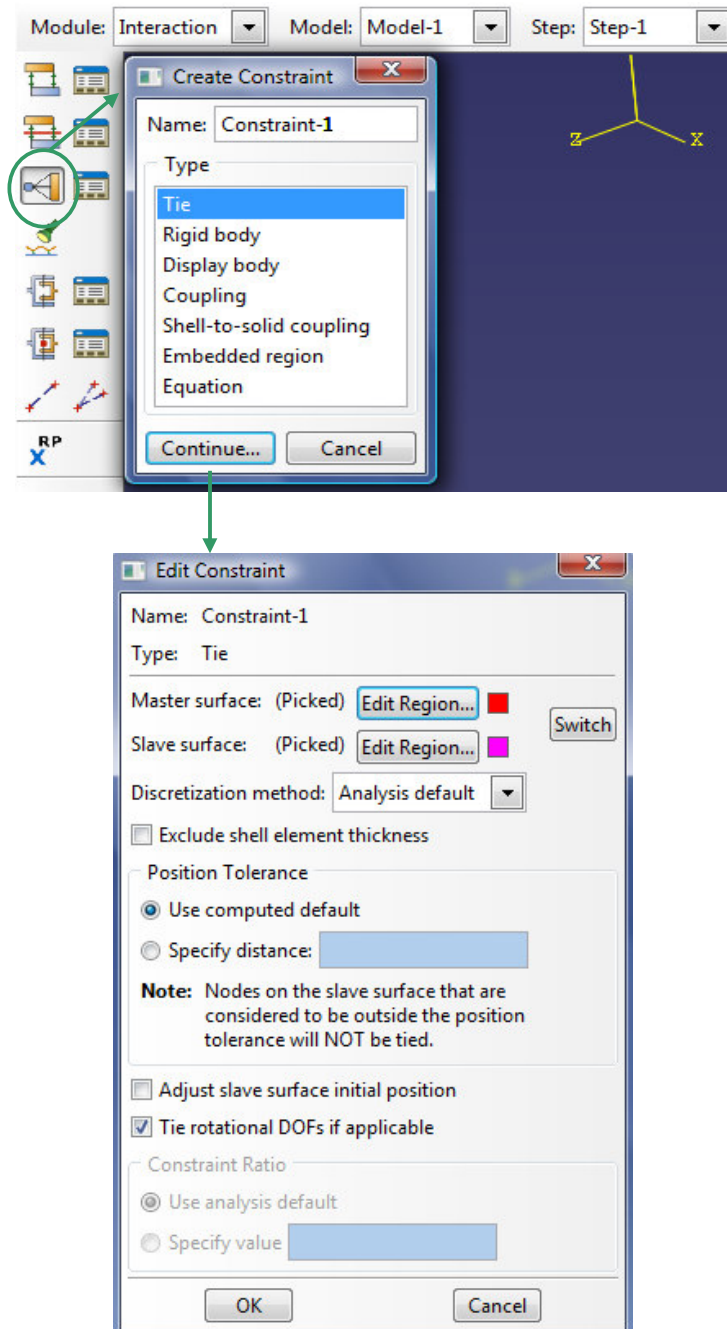 Module: Interaction Model: Model-1 Step: Step-1
Create Constraint
Name: Constraint-1
Type
Tie
Rigid body
Display body
Coupling
Shell-to-solid coupling
Embedded region
Equation
Continue... Cancel
RP
X
Z
X
Edit Constraint
Name: Constraint-1
Type: Tie
Master surface: (Picked) Edit Region...
Switch
Slave surface: (Picked) Edit Region...
Discretization method: Analysis default
Exclude shell element thickness
Position Tolerance
Use computed default
Specify distance:
Note: Nodes on the slave surface that are
considered to be outside the position
tolerance will NOT be tied.
Adjust slave surface initial position
Tie rotational DOFs if applicable
Constraint Ratio
Use analysis default
Specify value
OK Cancel